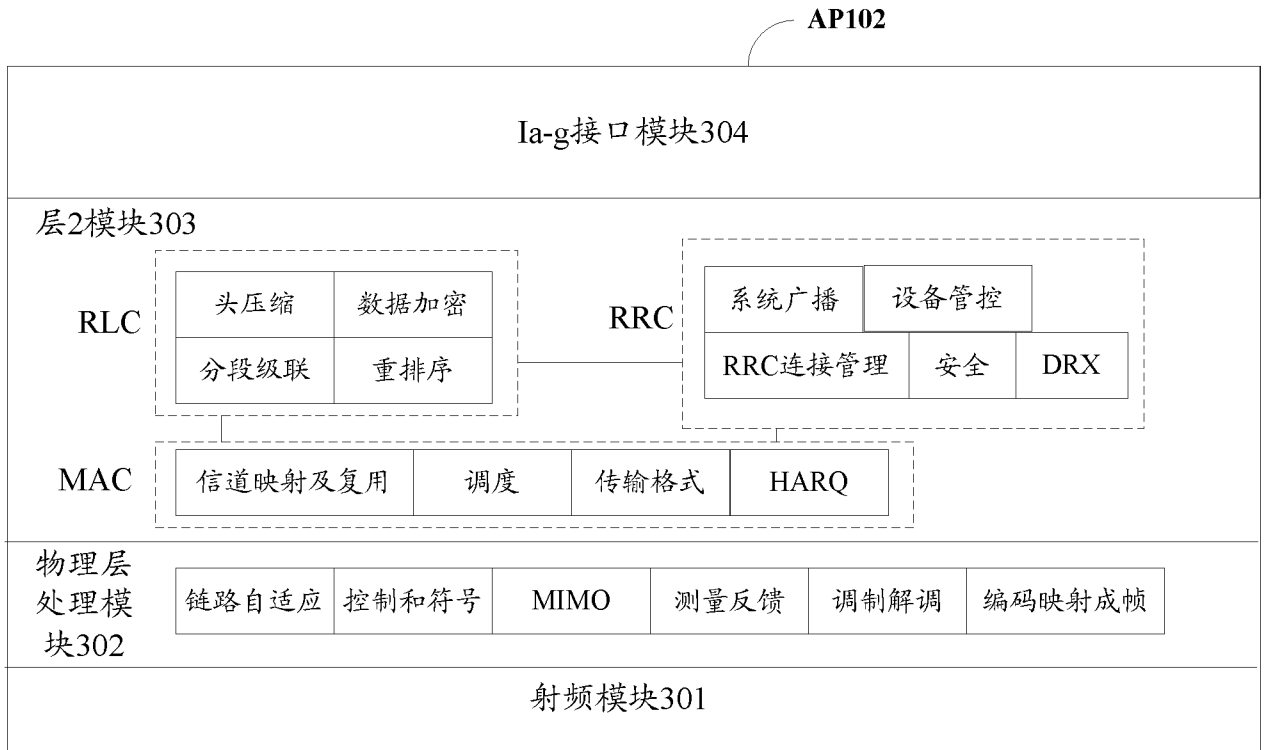 AP102
Ia-g接口模块304
层2模块303
RLC
头压缩
数据加密
分段级联
重排序
RRC
系统广播
设备管控
RRC连接管理
安全
DRX
MAC
信道映射及复用
调度
传输格式
HARQ
物理层
处理模
块302
链路自适应
控制和符号
MIMO
测量反馈
调制解调
编码映射成帧
射频模块301